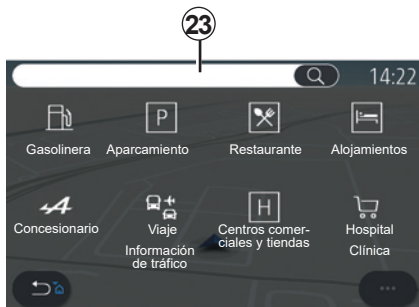 23
14:22
P
Gasolinera
Aparcamiento
Restaurante
Alojamientos
H
Concesionario
Viaje
Información
de tráfico
Centros comer-
ciales y tiendas
Hospital
Clínica